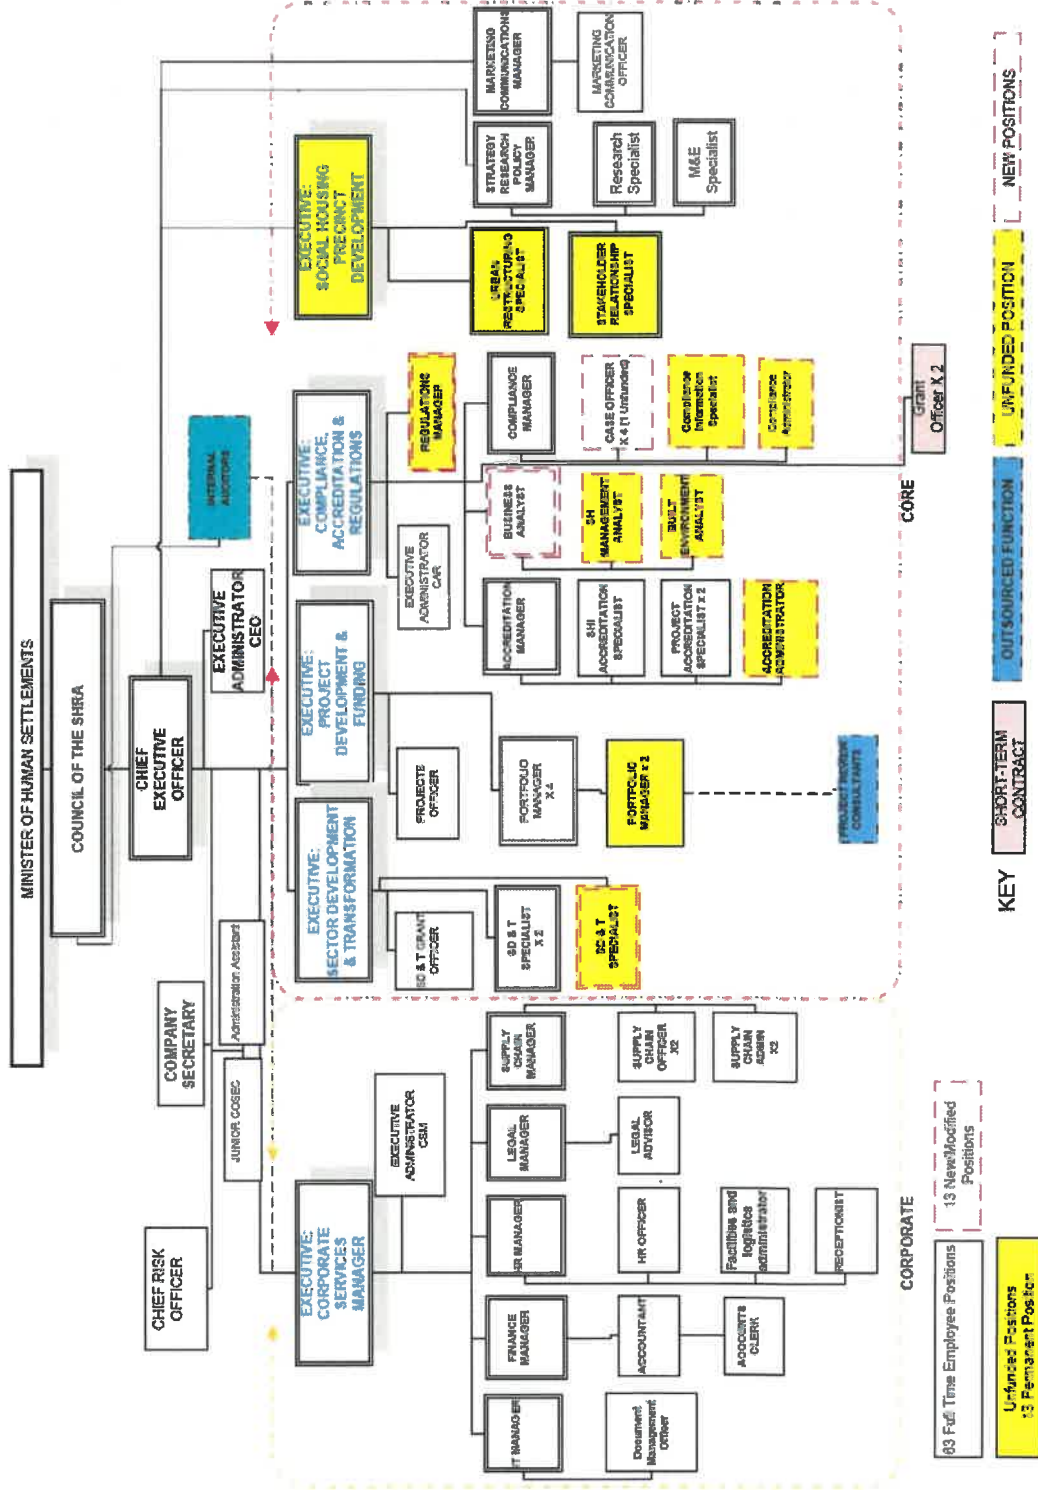 MINISTER OF HUMAN SETTLEMENTS
COUNCIL OF THE SHRA
CHIEF
EXECUTIVE
OFFICER
INTERNAL
AUDITORS
EXECUTIVE
ADMINISTRATOR
CEO
CHIEF RISK
OFFICER
COMPANY
SECRETARY
JUNIOR COSEC
Administration Assistant
EXECUTIVE:
CORPORATE
SERVICES
MANAGER
EXECUTIVE:
SECTOR DEVELOPMENT
& TRANSFORMATION
EXECUTIVE:
PROJECT
DEVELOPMENT &
FUNDING
EXECUTIVE:
COMPLIANCE,
ACCREDITATION &
REGULATIONS
EXECUTIVE:
SOCIAL HOUSING
PRECINCT
DEVELOPMENT
EXECUTIVE
ADMINISTRATOR
CSM
SD & T GRANT
OFFICER
PROJECTS
OFFICER
EXECUTIVE
ADMINISTRATOR
CAR
REGULATIONS
MANAGER
IT MANAGER
FINANCE
MANAGER
HR MANAGER
LEGAL
MANAGER
SUPPLY
CHAIN
MANAGER
SD & T
SPECIALIST
X 2
PORTFOLIO
MANAGER
X 4
ACCREDITATION
MANAGER
BUSINESS
ANALYST
COMPLIANCE
MANAGER
URBAN
RESTRUCTURING
SPECIALIST
STRATEGY
RESEARCH
POLICY
MANAGER
MARKETING
COMMUNICATIONS
MANAGER
Document
Management
Officer
ACCOUNTANT
HR OFFICER
LEGAL
ADVISOR
SUPPLY
CHAIN
OFFICER
X2
SD & T
SPECIALIST
PORTFOLIO
MANAGER x 2
SHI
ACCREDITATION
SPECIALIST
SH
MANAGEMENT
ANALYST
CASE OFFICER
X 4 (1 Unfunded)
STAKEHOLDER
RELATIONSHIP
SPECIALIST
Research
Specialist
MARKETING
COMMUNICATION
OFFICER
ACCOUNTS
CLERK
Facilities and
logistics
administrator
SUPPLY
CHAIN
ADMIN
X2
PROJECT
ACCREDITATION
SPECIALIST X 2
BUILT
ENVIRONMENT
ANALYST
Compliance
Information
Specialist
M&E
Specialist
RECEPTIONIST
PROJECT REVIEW
CONSULTANTS
ACCREDITATION
ADMINISTRATOR
Compliance
Administrator
CORPORATE
CORE
Grant
Officer X 2
63 Full Time Employee Positions
13 New/Modified
Positions
Unfunded Positions
13 Permanent Position
KEY
SHORT-TERM
CONTRACT
OUTSOURCED FUNCTION
UNFUNDED POSITION
NEW POSITIONS